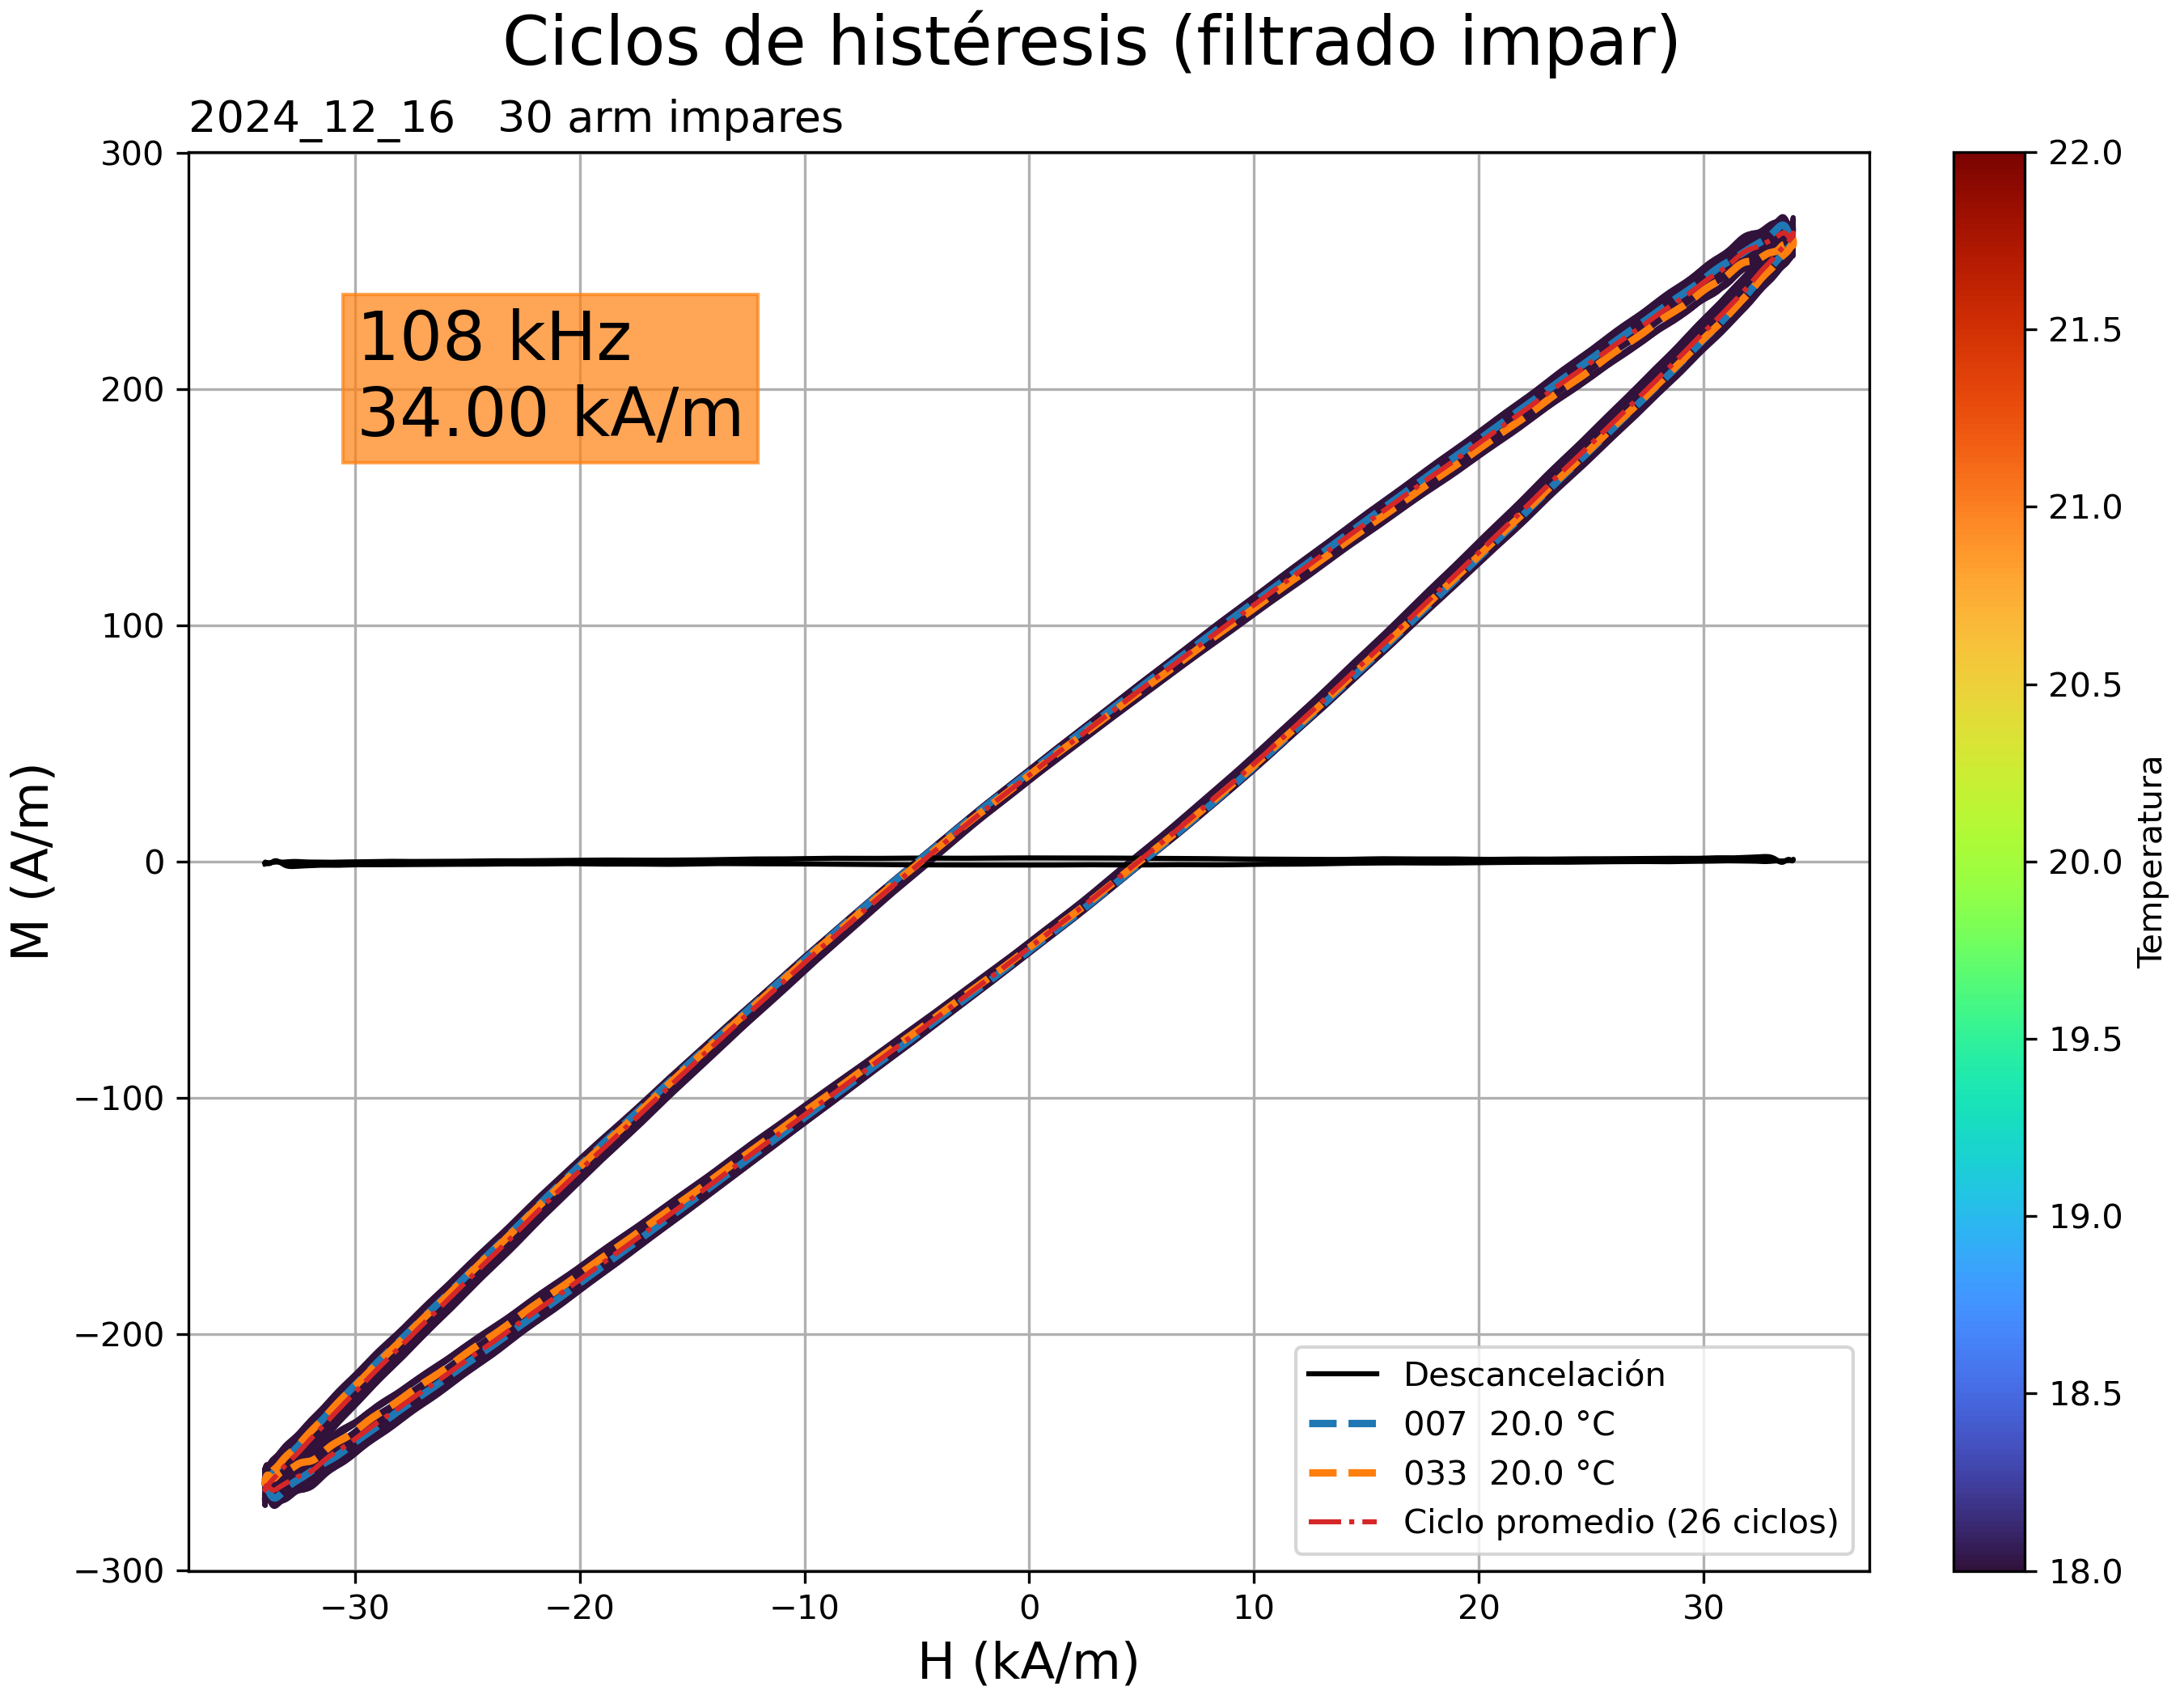 Ciclos de histéresis (filtrado impar)
2024_12_16   30 arm impares
300
200
100
0
−100
−200
−300
M (A/m)
108 kHz
34.00 kA/m
Descancelación
007  20.0 °C
033  20.0 °C
Ciclo promedio (26 ciclos)
−30
−20
−10
0
10
20
30
H (kA/m)
22.0
21.5
21.0
20.5
20.0
19.5
19.0
18.5
18.0
Temperatura